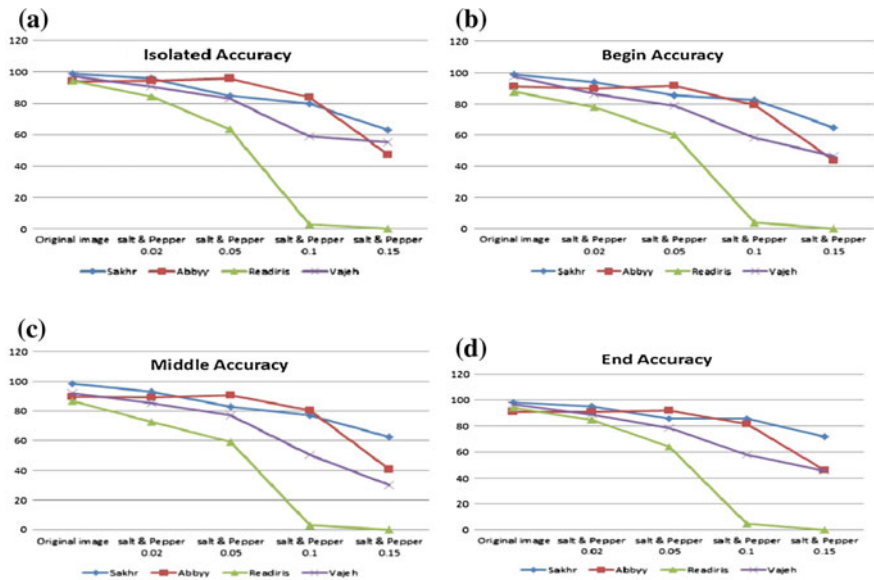 (a)
Isolated Accuracy
120
100
80
60
40
20
0
Original image salt & Pepper salt & Pepper salt & Pepper salt & Pepper
0.02 0.05 0.1 0.15
Sakhr Abbyy Readiris Vajeh
(b)
Begin Accuracy
120
100
80
60
40
20
0
Original image salt & Pepper salt & Pepper salt & Pepper salt & Pepper
0.02 0.05 0.1 0.15
Sakhr Abbyy Readiris Vajeh
(c)
Middle Accuracy
120
100
80
60
40
20
0
Original image salt & Pepper salt & Pepper salt & Pepper salt & Pepper
0.02 0.05 0.1 0.15
Sakhr Abbyy Readiris Vajeh
(d)
End Accuracy
120
100
80
60
40
20
0
Original image salt & Pepper salt & Pepper salt & Pepper salt & Pepper
0.02 0.05 0.1 0.15
Sakhr Abbyy Readiris Vajeh